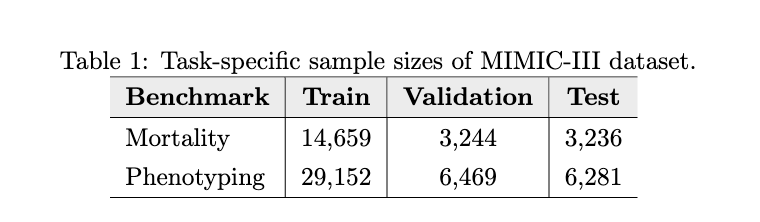 Table 1: Task-specific sample sizes of MIMIC-III dataset.
Benchmark Train Validation Test
Mortality 14,659 3,244 3,236
Phenotyping 29,152 6,469 6,281